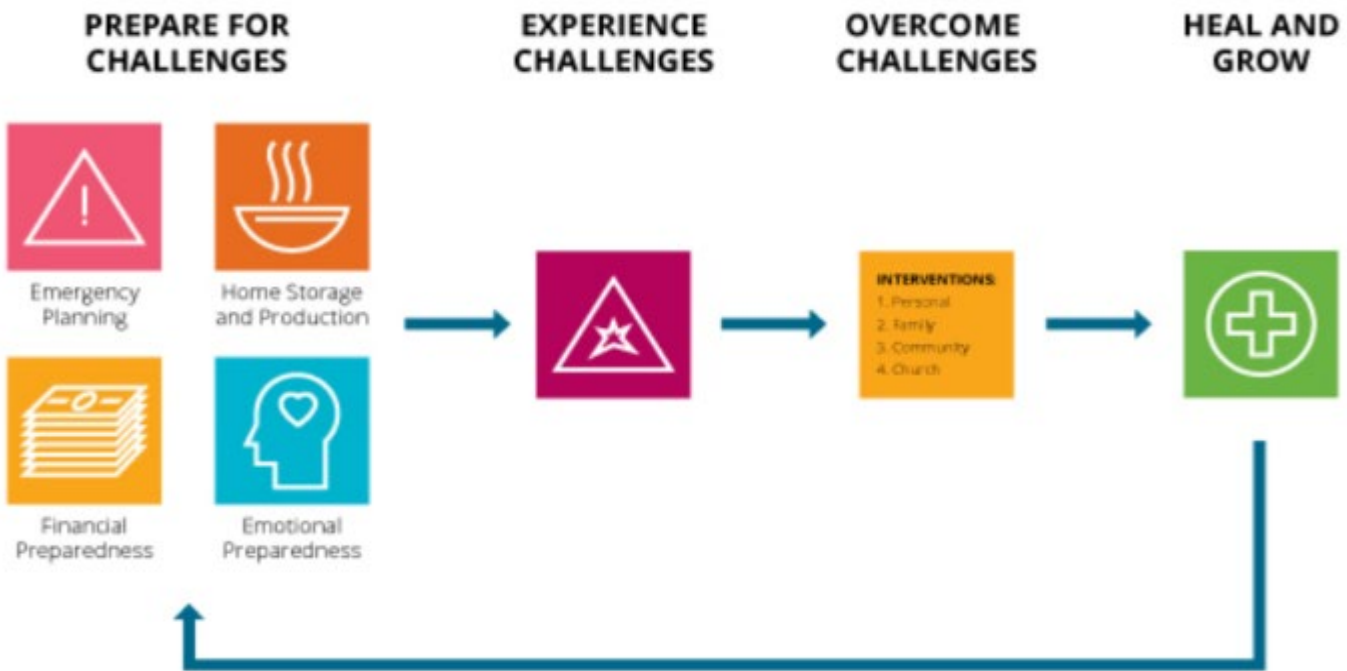 PREPARE FOR
CHALLENGES
EXPERIENCE
CHALLENGES
OVERCOME
CHALLENGES
HEAL AND
GROW
Emergency
Planning
Home Storage
and Production
Financial
Preparedness
Emotional
Preparedness
INTERVENTIONS:
1. Personal
2. Family
3. Community
4. Church